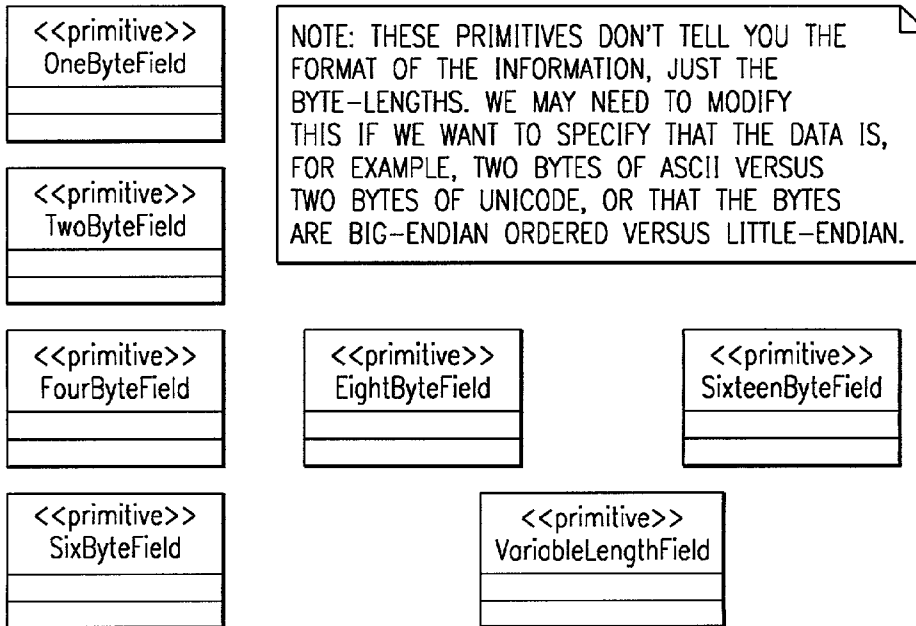 <<primitive>>
OneByteField
NOTE: THESE PRIMITIVES DON'T TELL YOU THE
FORMAT OF THE INFORMATION, JUST THE
BYTE-LENGTHS. WE MAY NEED TO MODIFY
THIS IF WE WANT TO SPECIFY THAT THE DATA IS,
FOR EXAMPLE, TWO BYTES OF ASCII VERSUS
TWO BYTES OF UNICODE, OR THAT THE BYTES
ARE BIG-ENDIAN ORDERED VERSUS LITTLE-ENDIAN.
<<primitive>>
TwoByteField
<<primitive>>
FourByteField
<<primitive>>
EightByteField
<<primitive>>
SixteenByteField
<<primitive>>
SixByteField
<<primitive>>
VariableLengthField